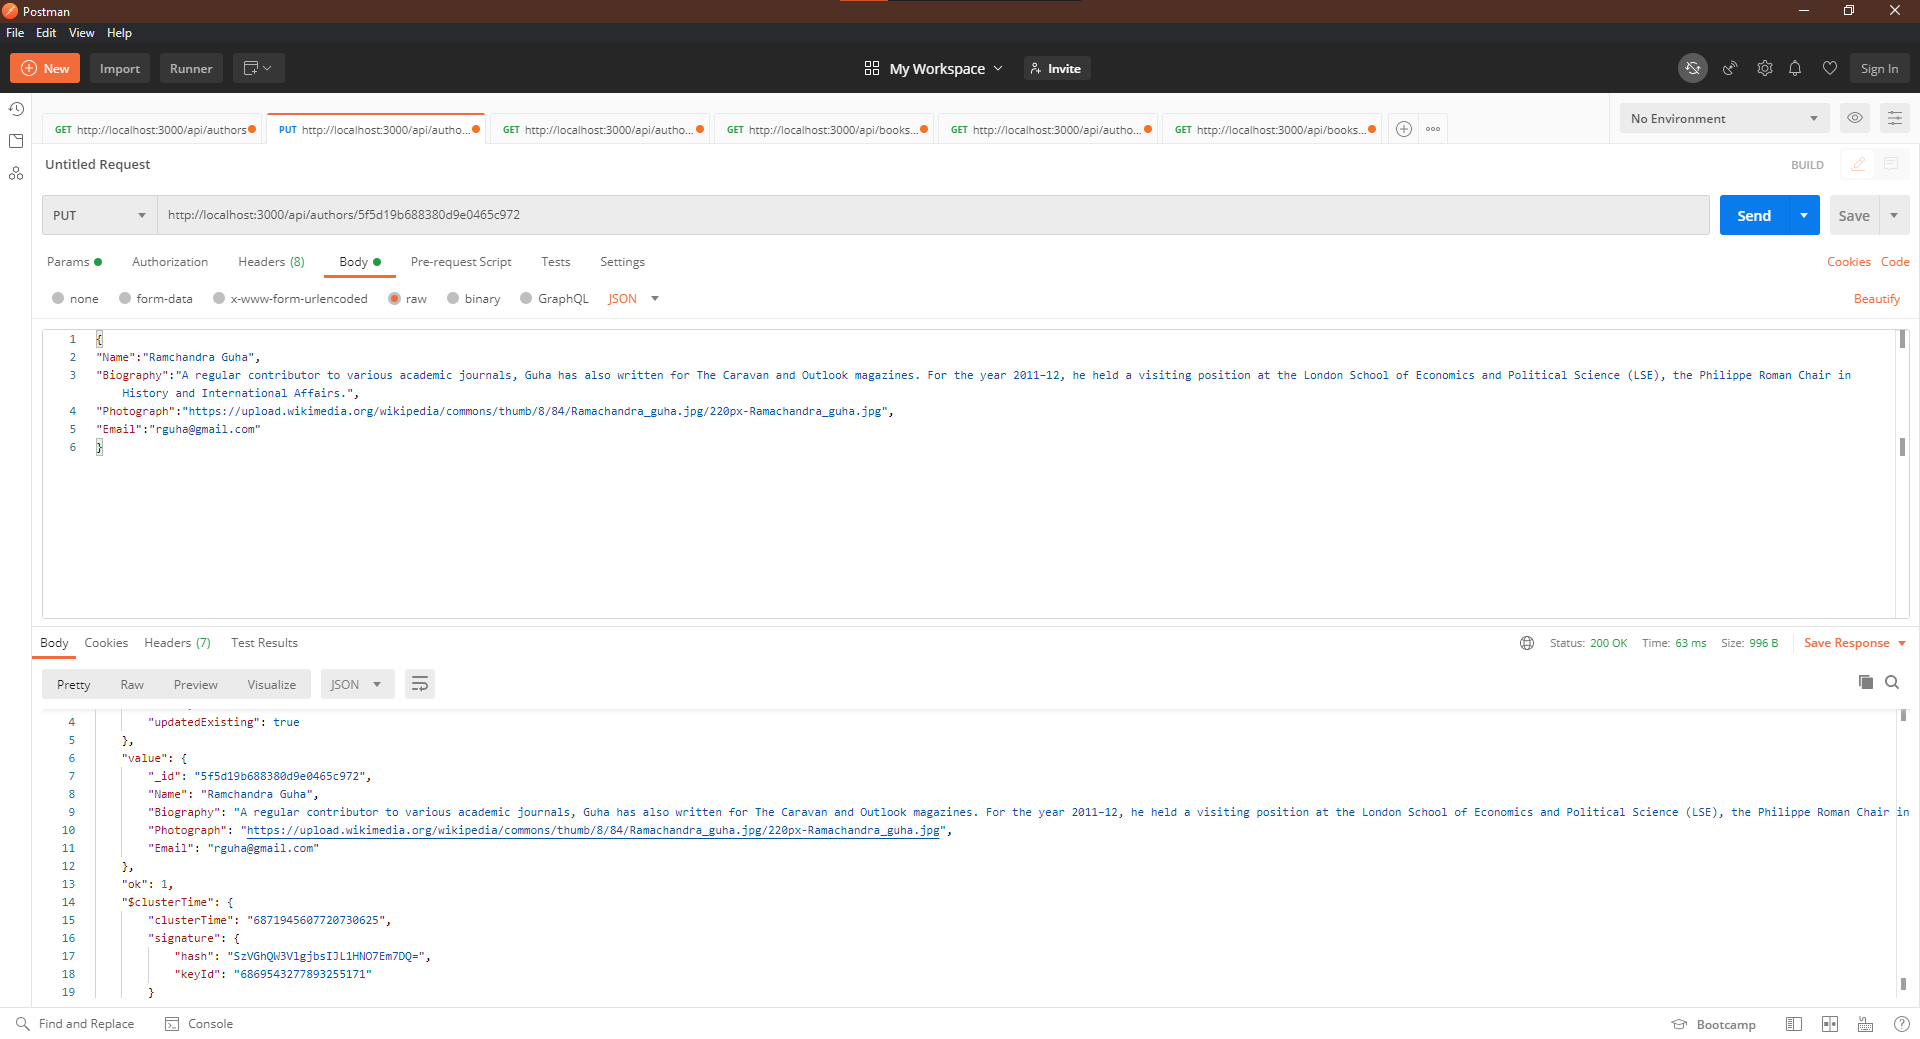 Postman
File Edit View Help
New Import Runner My Workspace Invite Sign In
GET http://localhost:3000/api/authors PUT http://localhost:3000/api/autho... GET http://localhost:3000/api/autho... GET http://localhost:3000/api/books... GET http://localhost:3000/api/autho... GET http://localhost:3000/api/books... No Environment
Untitled Request BUILD
PUT http://localhost:3000/api/authors/5f5d19b688380d9e0465c972 Send Save
Params Authorization Headers (8) Body Pre-request Script Tests Settings Cookies Code
none form-data x-www-form-urlencoded raw binary GraphQL JSON Beautify
1 {
2 "Name":"Ramchandra Guha",
3 "Biography":"A regular contributor to various academic journals, Guha has also written for The Caravan and Outlook magazines. For the year 2011–12, he held a visiting position at the London School of Economics and Political Science (LSE), the Philippe Roman Chair in
History and International Affairs.",
4 "Photograph":"https://upload.wikimedia.org/wikipedia/commons/thumb/8/84/Ramachandra_guha.jpg/220px-Ramachandra_guha.jpg",
5 "Email":"rguha@gmail.com"
6 }
Body Cookies Headers (7) Test Results Status: 200 OK Time: 63 ms Size: 996 B Save Response
Pretty Raw Preview Visualize JSON
4 "updatedExisting": true
5 },
6 "value": {
7 "_id": "5f5d19b688380d9e0465c972",
8 "Name": "Ramchandra Guha",
9 "Biography": "A regular contributor to various academic journals, Guha has also written for The Caravan and Outlook magazines. For the year 2011–12, he held a visiting position at the London School of Economics and Political Science (LSE), the Philippe Roman Chair in
10 "Photograph": "https://upload.wikimedia.org/wikipedia/commons/thumb/8/84/Ramachandra_guha.jpg/220px-Ramachandra_guha.jpg",
11 "Email": "rguha@gmail.com"
12 },
13 "ok": 1,
14 "$clusterTime": {
15 "clusterTime": "6871945607720730625",
16 "signature": {
17 "hash": "SzVGhQW3VlgjbsIJL1HNO7Em7DQ=",
18 "keyId": "6869543277893255171"
19 }
Find and Replace Console Bootcamp